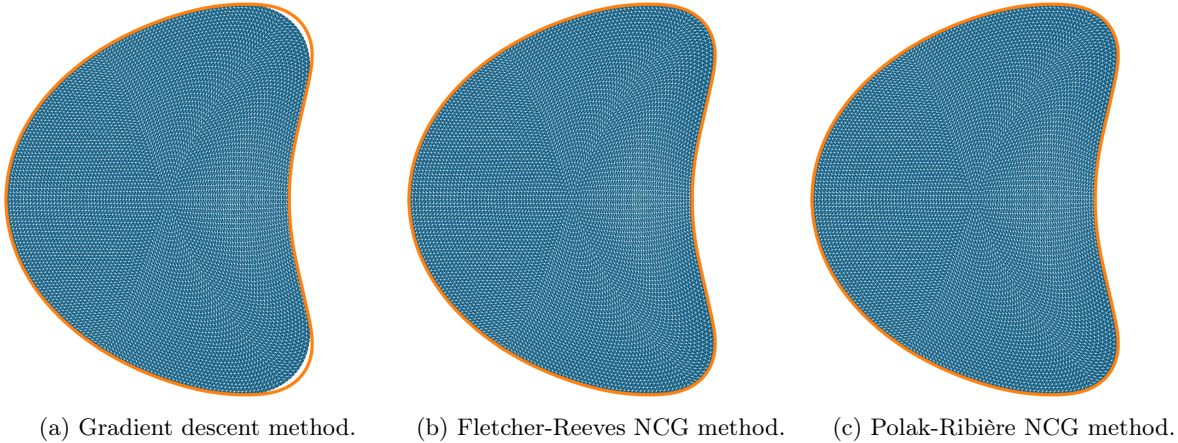 (a) Gradient descent method.
(b) Fletcher-Reeves NCG method.
(c) Polak-Ribière NCG method.